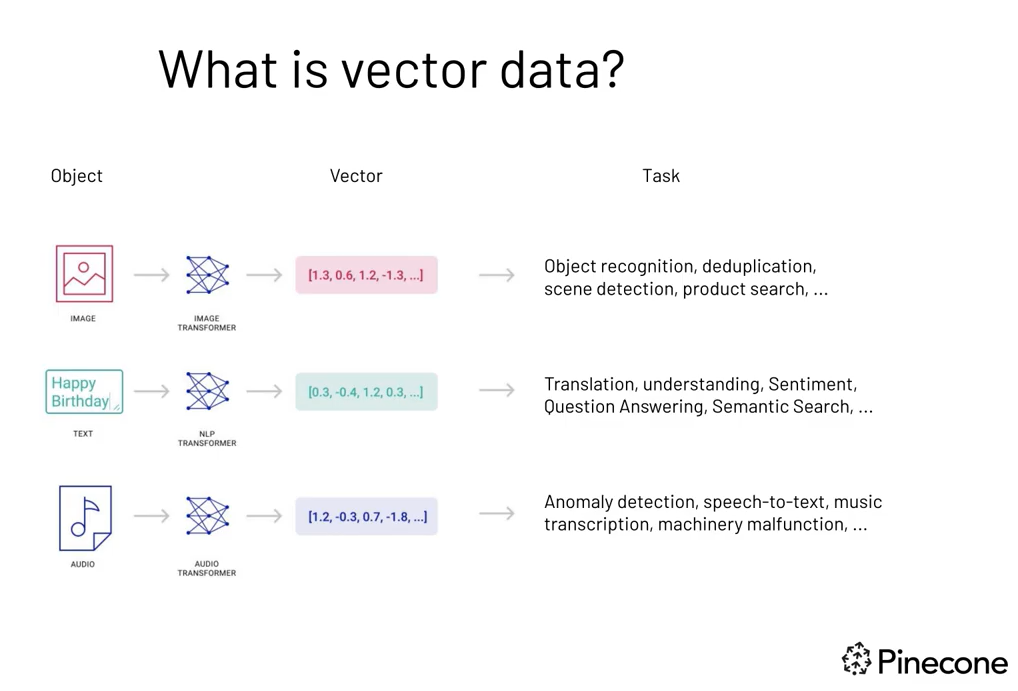 What is vector data?
Object
Vector
Task
IMAGE
IMAGE
TRANSFORMER
[1.3, 0.6, 1.2, -1.3, ...]
Object recognition, deduplication,
scene detection, product search, ...
Happy
Birthday
TEXT
NLP
TRANSFORMER
[0.3, -0.4, 1.2, 0.3, ...]
Translation, understanding, Sentiment,
Question Answering, Semantic Search, ...
AUDIO
AUDIO
TRANSFORMER
[1.2, -0.3, 0.7, -1.8, ...]
Anomaly detection, speech-to-text, music
transcription, machinery malfunction, ...
Pinecone